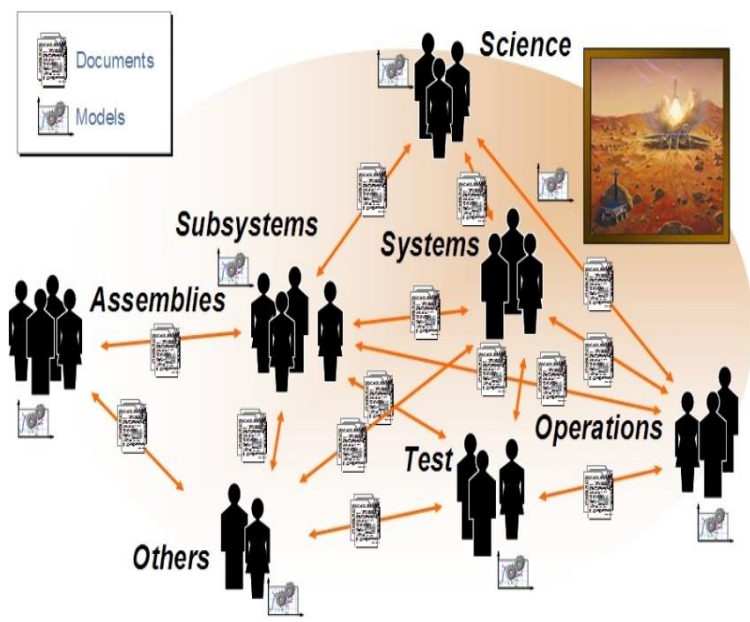 Documents
Models
Science
Subsystems
Systems
Assemblies
Operations
Test
Others